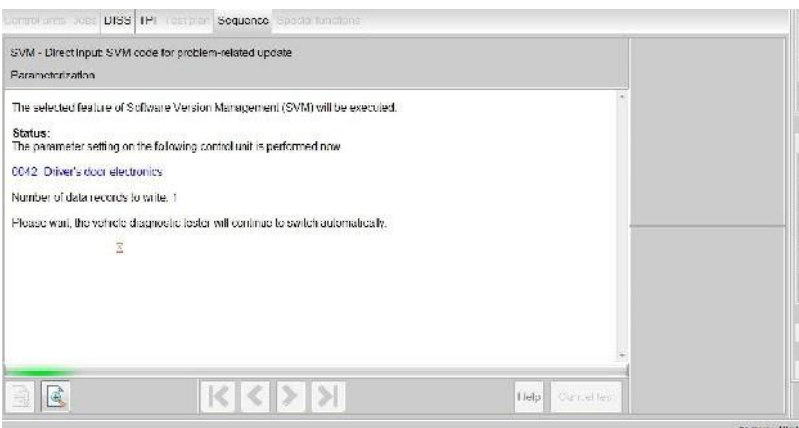 Control units Jobs DISS TPI Test plan Sequence Special functions
SVM - Direct input: SVM code for problem-related update
Parameterization
The selected feature of Software Version Management (SVM) will be executed.
Status:
The parameter setting on the following control unit is performed now
0042 Driver's door electronics
Number of data records to write: 1
Please wait, the vehicle diagnostic tester will continue to switch automatically.
Help Cancel test